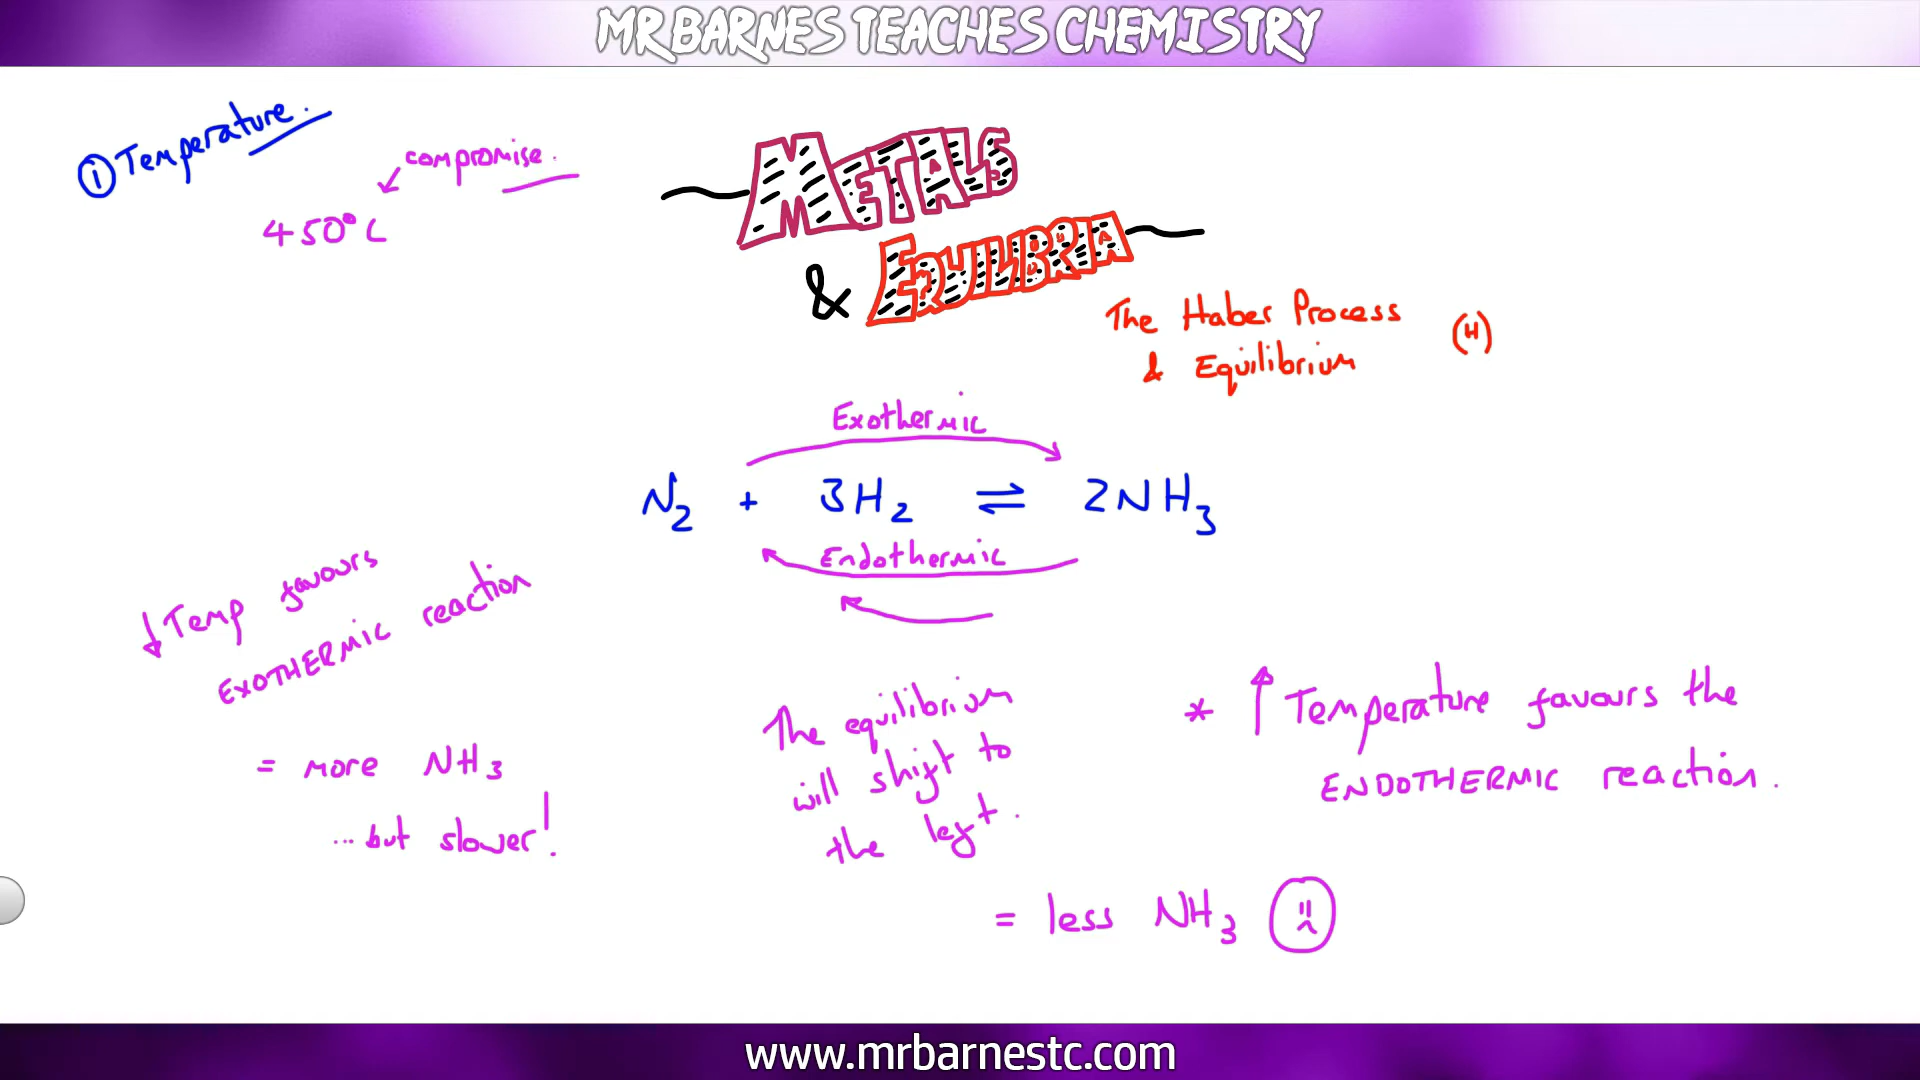 MR BARNES TEACHES CHEMISTRY
① Temperature.
compromise.
450°C
METALS
& EQUILIBRIA
The Haber Process
& Equilibrium
(H)
Exothermic
N₂ + 3H₂ ⇌ 2NH₃
Endothermic
↓ Temp favours
EXOTHERMIC reaction
= more NH₃
... but slower!
The equilibrium
will shift to
the left.
* ↑ Temperature favours the
ENDOTHERMIC reaction.
= less NH₃
www.mrbarnestc.com